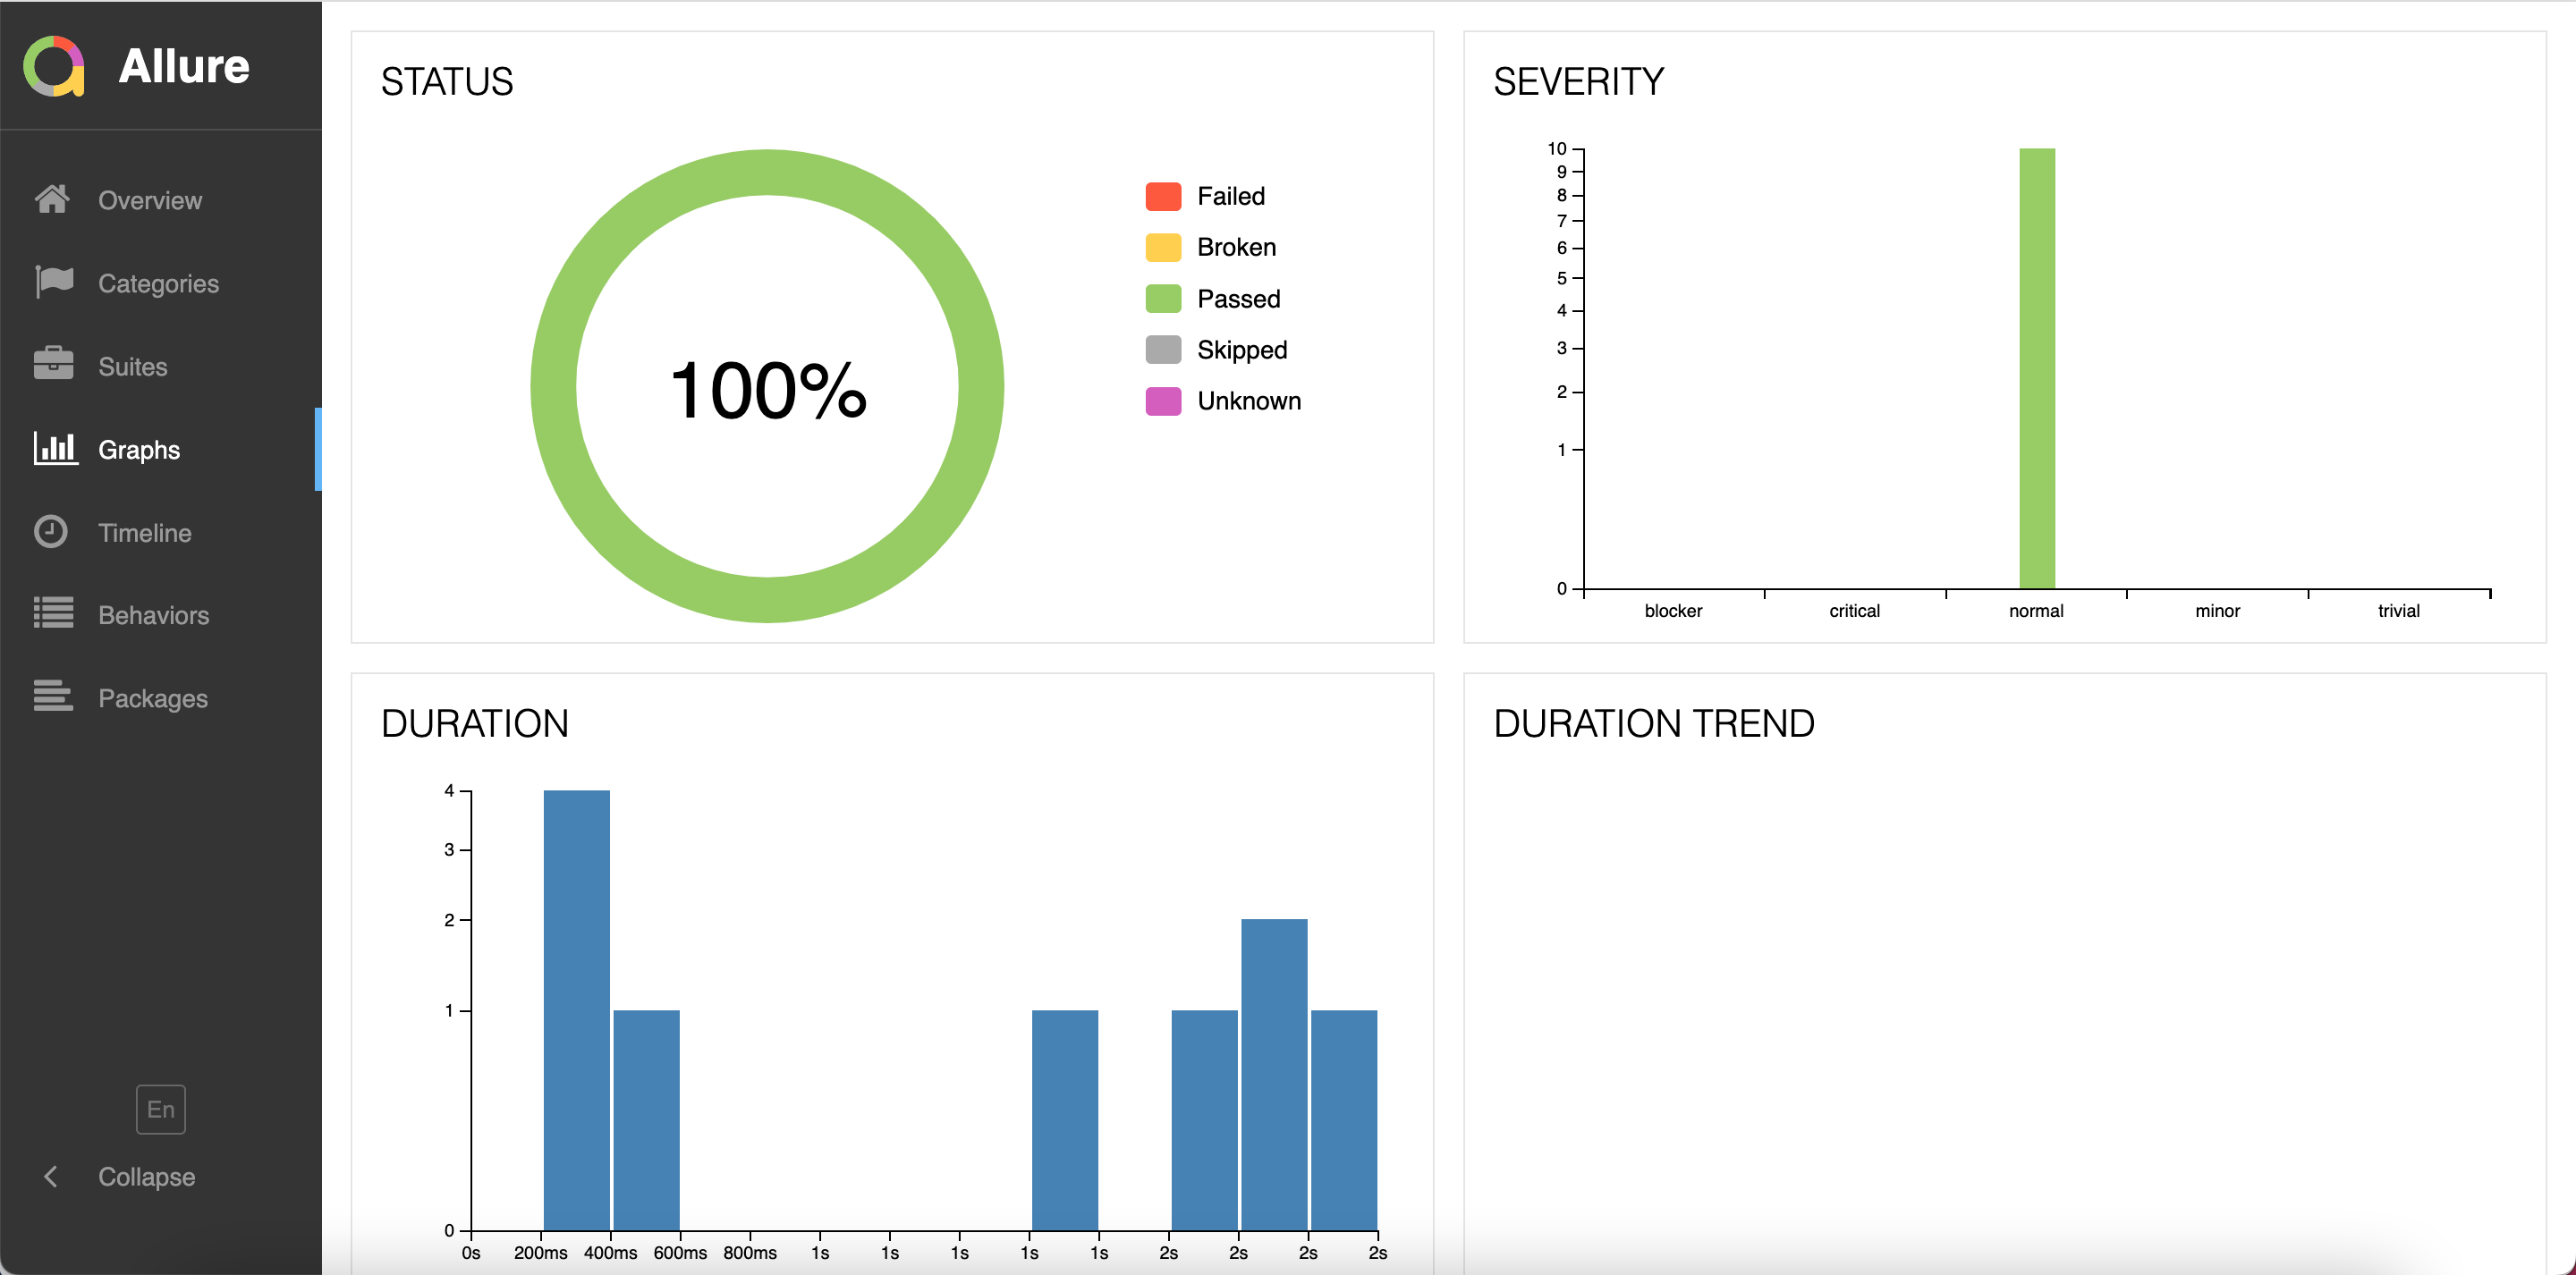 Allure
Overview
Categories
Suites
Graphs
Timeline
Behaviors
Packages
En
Collapse
STATUS
100%
Failed
Broken
Passed
Skipped
Unknown
SEVERITY
10
9
8
7
6
5
4
3
2
1
0
blocker critical normal minor trivial
DURATION
4
3
2
1
0
0s 200ms 400ms 600ms 800ms 1s 1s 1s 1s 1s 2s 2s 2s 2s
DURATION TREND